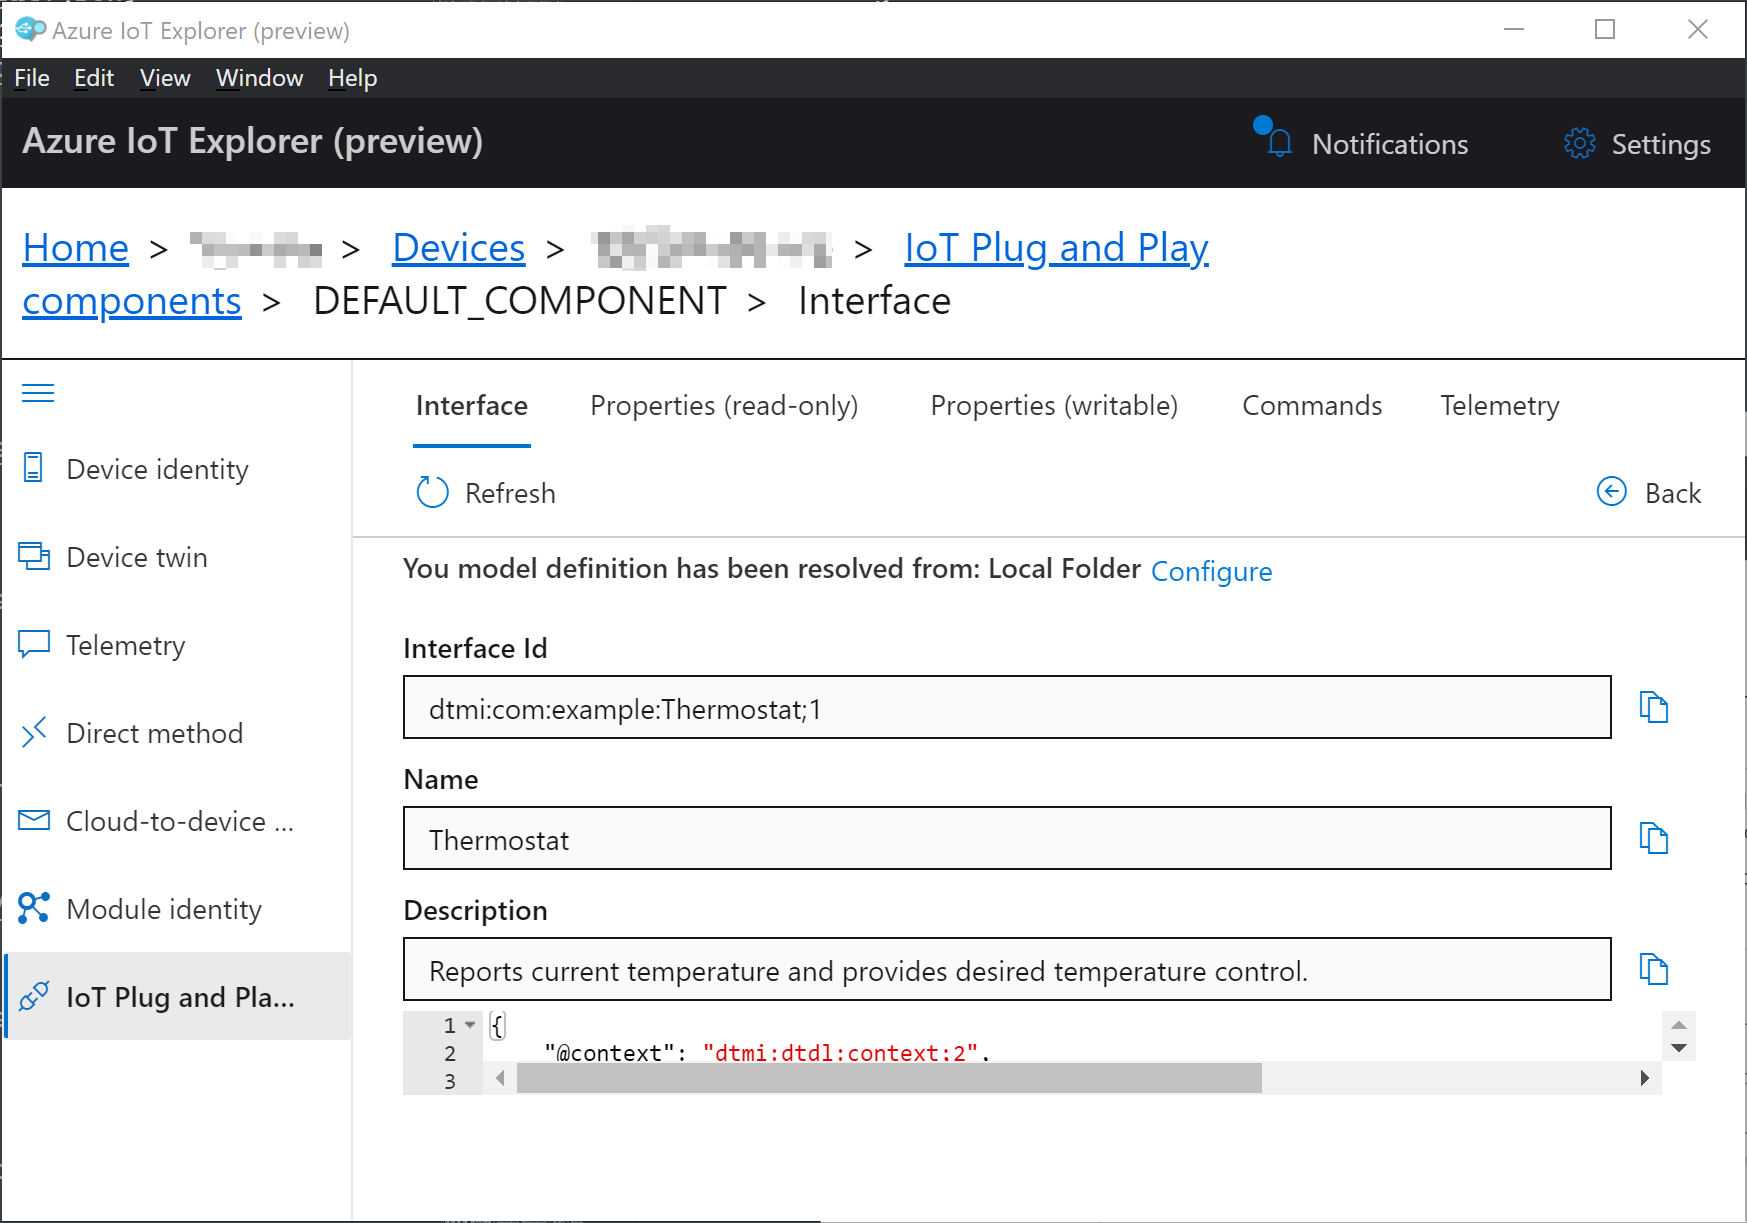 Azure IoT Explorer (preview)
File Edit View Window Help
Azure IoT Explorer (preview) Notifications Settings
Home > > Devices > > IoT Plug and Play
components > DEFAULT_COMPONENT > Interface
Interface Properties (read-only) Properties (writable) Commands Telemetry
Refresh Back
Device identity
Device twin
Telemetry
Direct method
Cloud-to-device ...
Module identity
IoT Plug and Pla...
You model definition has been resolved from: Local Folder Configure
Interface Id
dtmi:com:example:Thermostat;1
Name
Thermostat
Description
Reports current temperature and provides desired temperature control.
1 {
2 "@context": "dtmi:dtdl:context;2",
3